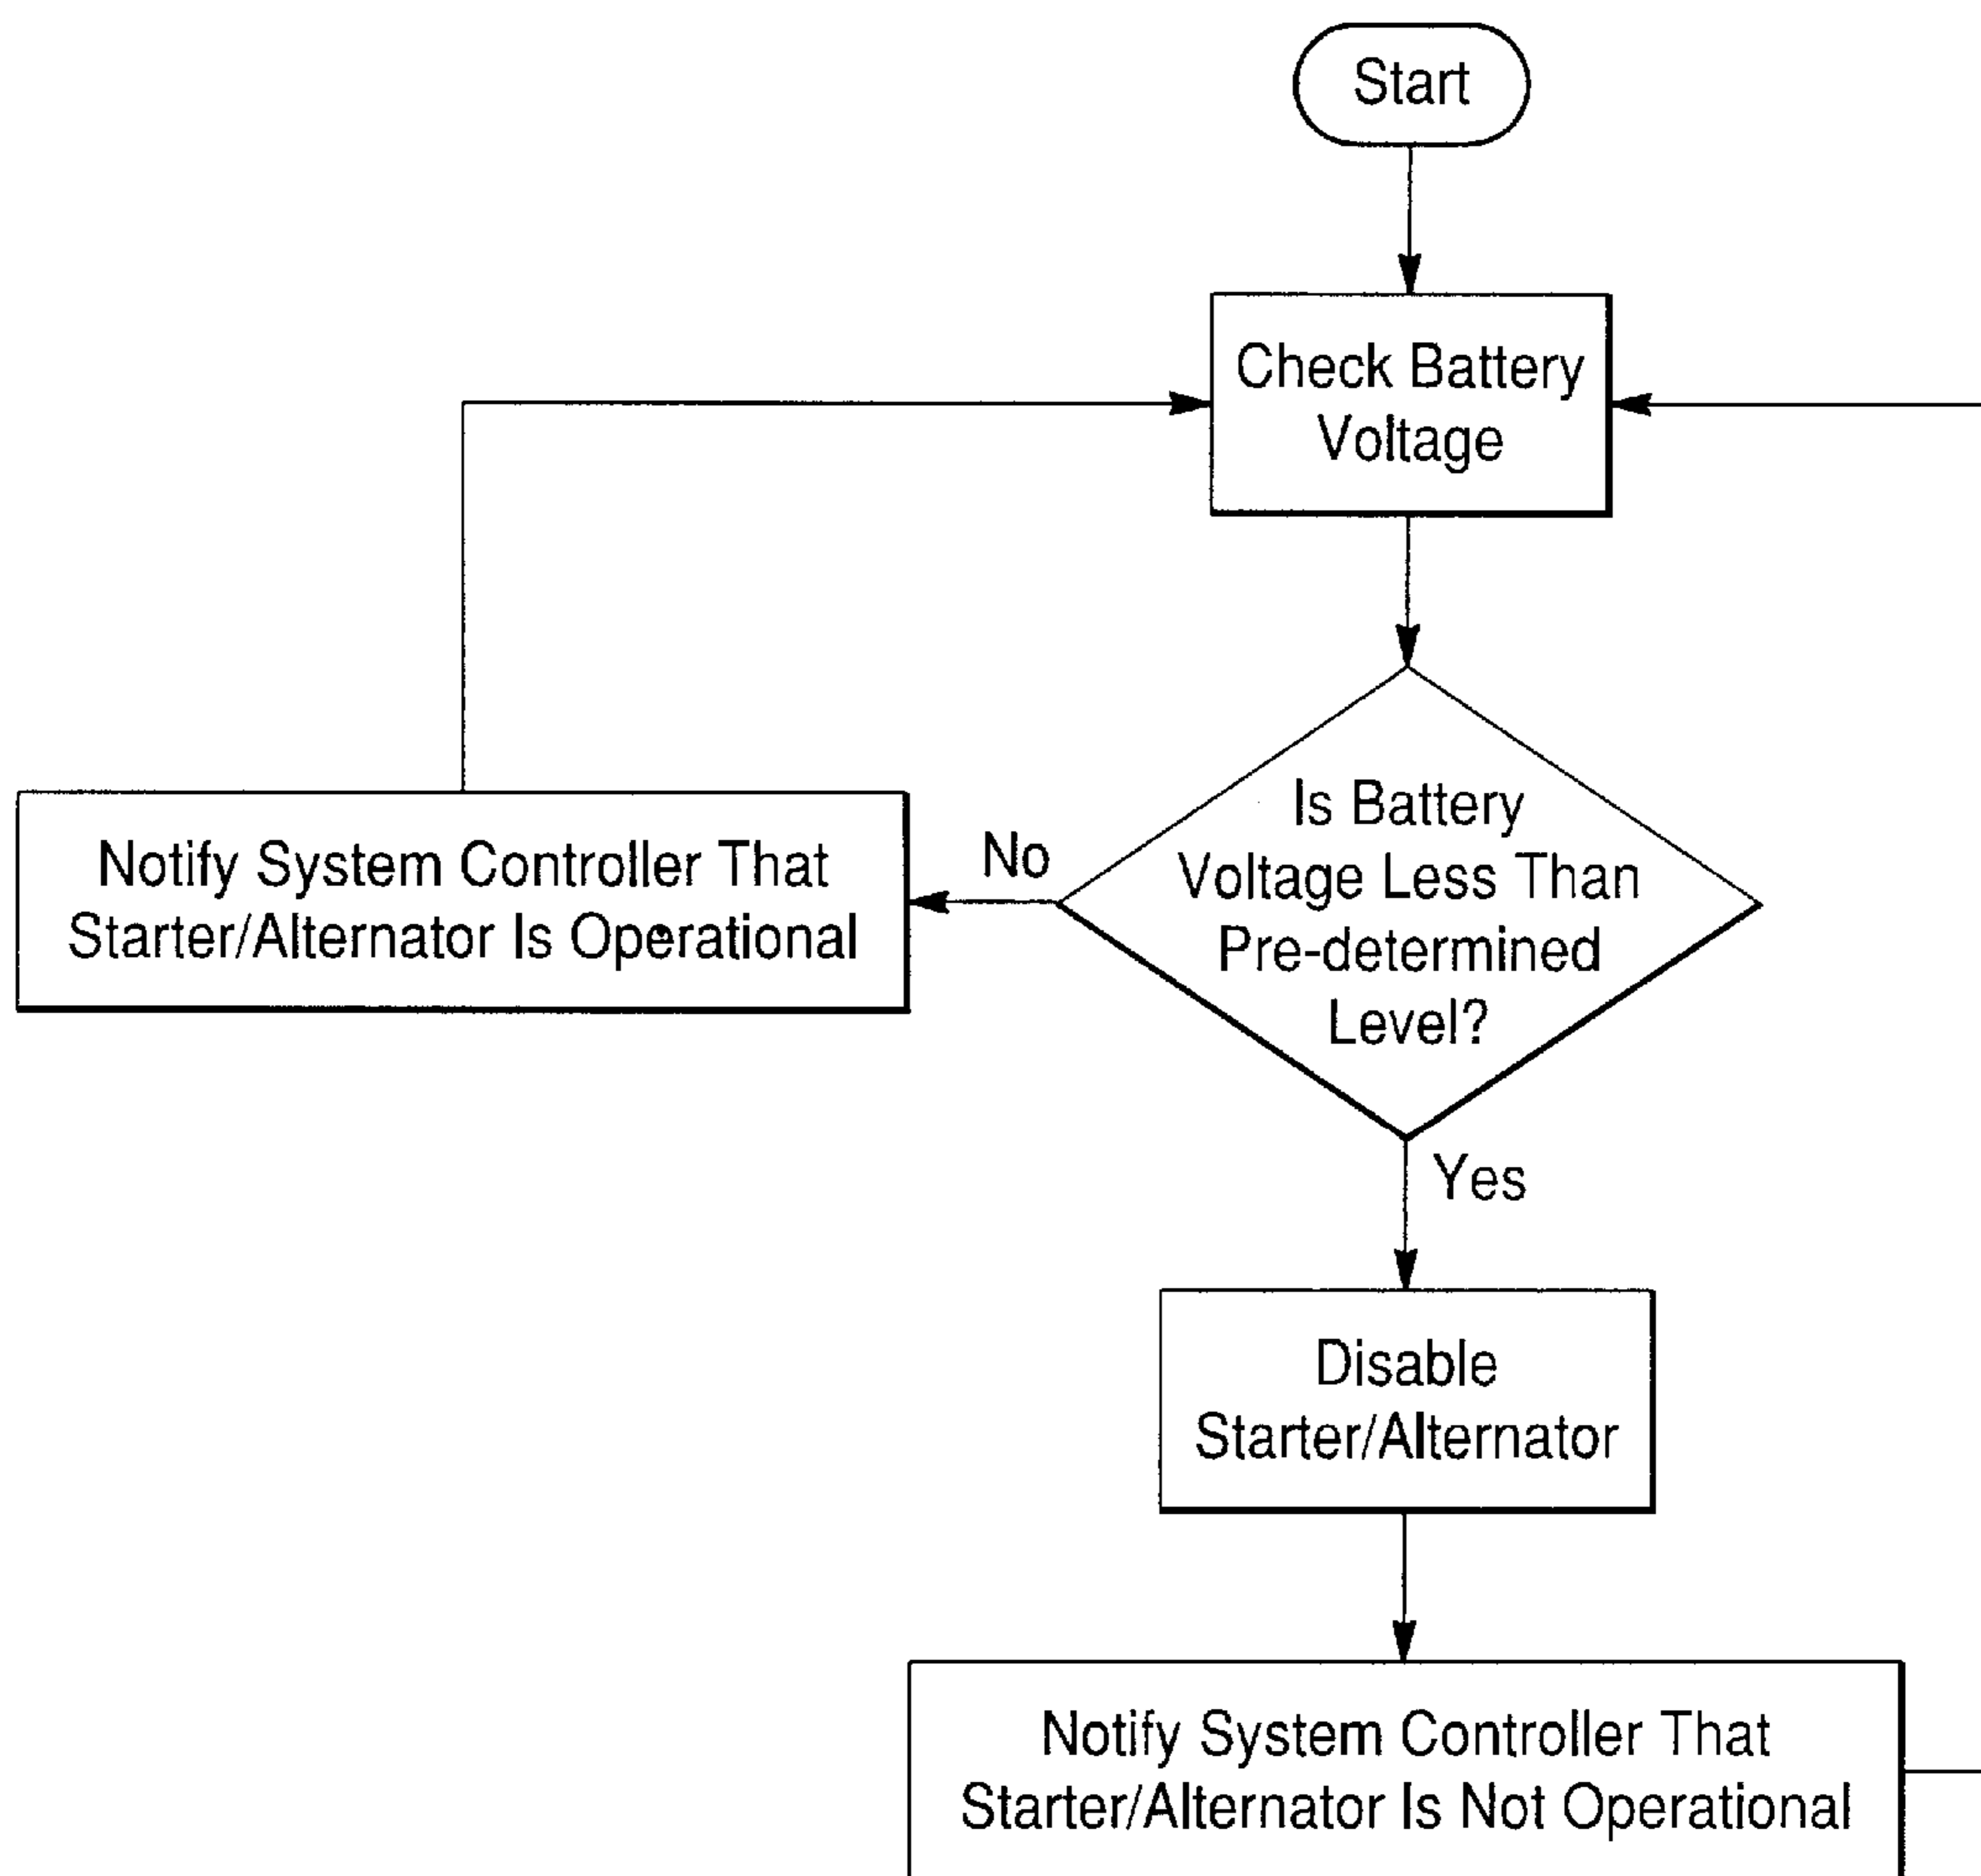 Start
Check Battery
Voltage
Is Battery
Voltage Less Than
Pre-determined
Level?
No
Notify System Controller That
Starter/Alternator Is Operational
Yes
Disable
Starter/Alternator
Notify System Controller That
Starter/Alternator Is Not Operational